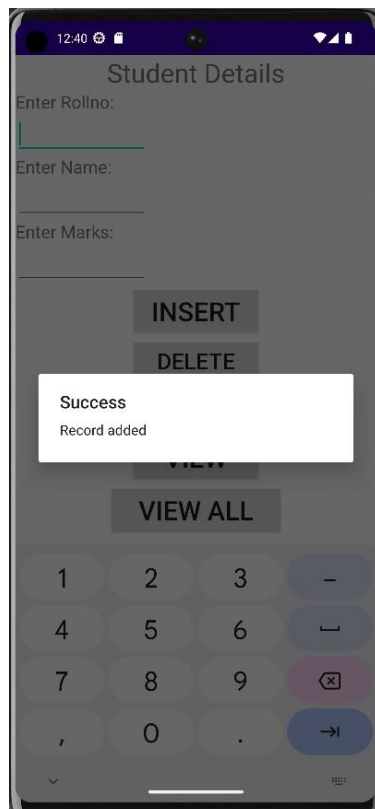 12:40
Student Details
Enter Rollno:
Enter Name:
Enter Marks:
INSERT
DELETE
Success
Record added
VIEW
VIEW ALL
1 2 3 –
4 5 6
7 8 9
, 0 .